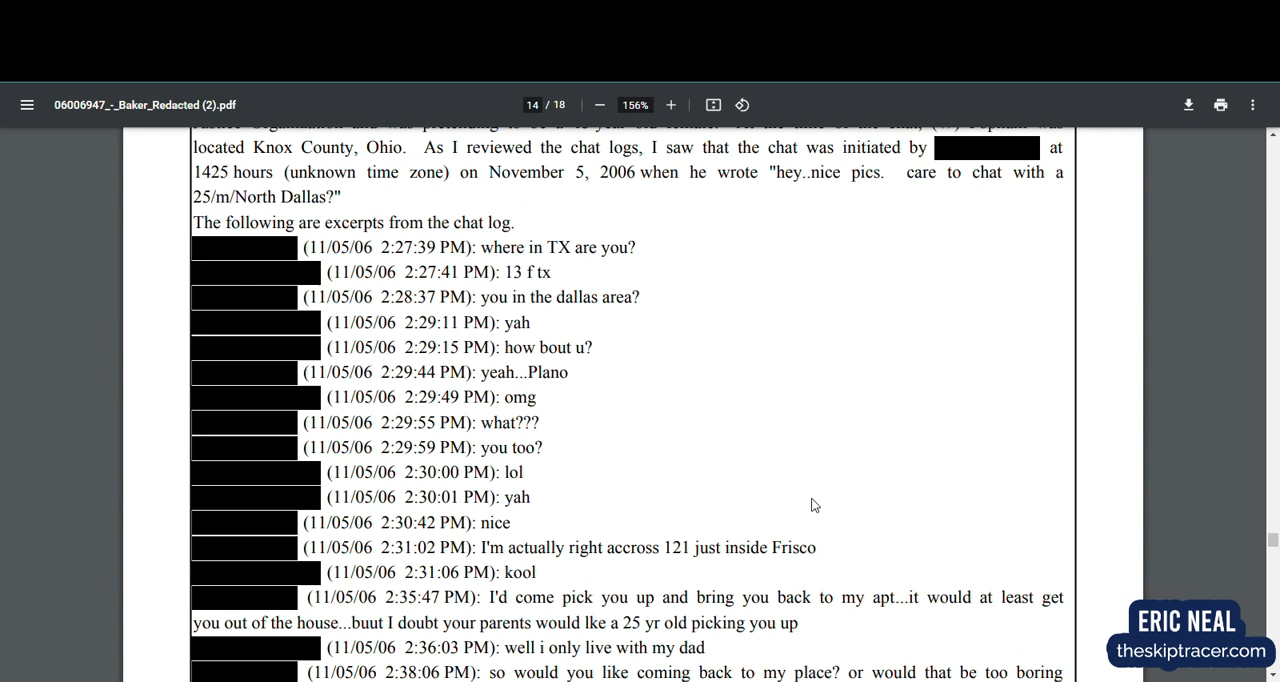 06006947_-_Baker_Redacted (2).pdf
14 / 18
156%
located Knox County, Ohio. As I reviewed the chat logs, I saw that the chat was initiated by at
1425 hours (unknown time zone) on November 5, 2006 when he wrote "hey..nice pics. care to chat with a
25/m/North Dallas?"
The following are excerpts from the chat log.
(11/05/06 2:27:39 PM): where in TX are you?
(11/05/06 2:27:41 PM): 13 f tx
(11/05/06 2:28:37 PM): you in the dallas area?
(11/05/06 2:29:11 PM): yah
(11/05/06 2:29:15 PM): how bout u?
(11/05/06 2:29:44 PM): yeah...Plano
(11/05/06 2:29:49 PM): omg
(11/05/06 2:29:55 PM): what???
(11/05/06 2:29:59 PM): you too?
(11/05/06 2:30:00 PM): lol
(11/05/06 2:30:01 PM): yah
(11/05/06 2:30:42 PM): nice
(11/05/06 2:31:02 PM): I'm actually right accross 121 just inside Frisco
(11/05/06 2:31:06 PM): kool
(11/05/06 2:35:47 PM): I'd come pick you up and bring you back to my apt...it would at least get
you out of the house...buut I doubt your parents would lke a 25 yr old picking you up
(11/05/06 2:36:03 PM): well i only live with my dad
(11/05/06 2:38:06 PM): so would you like coming back to my place? or would that be too boring
ERIC NEAL
theskiptracer.com